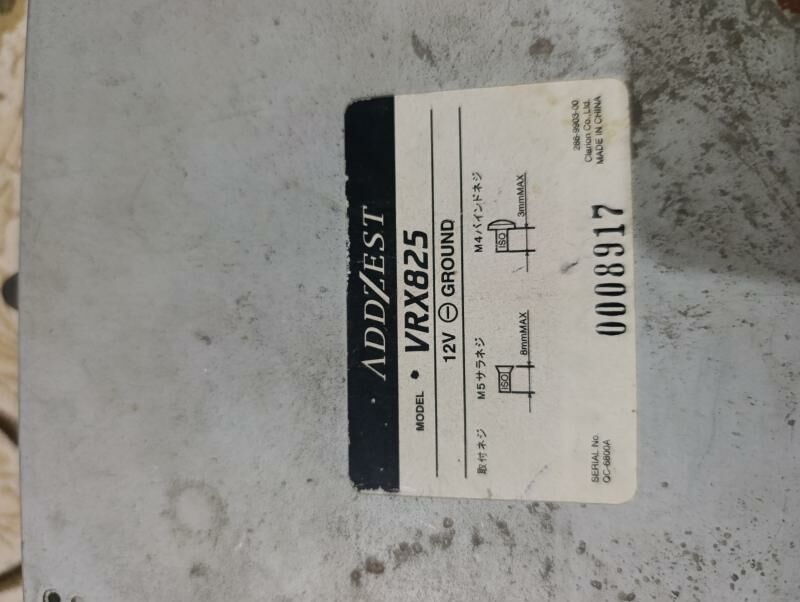 ADDZEST
MODEL VRX825
12V ⊖ GROUND
取付ネジ M5サラネジ M4バインドネジ
ISO ISO
8mmMAX 3mmMAX
SERIAL No.
QC-6800A
0008917
286-9903-00
Clarion Co., Ltd.
MADE IN CHINA